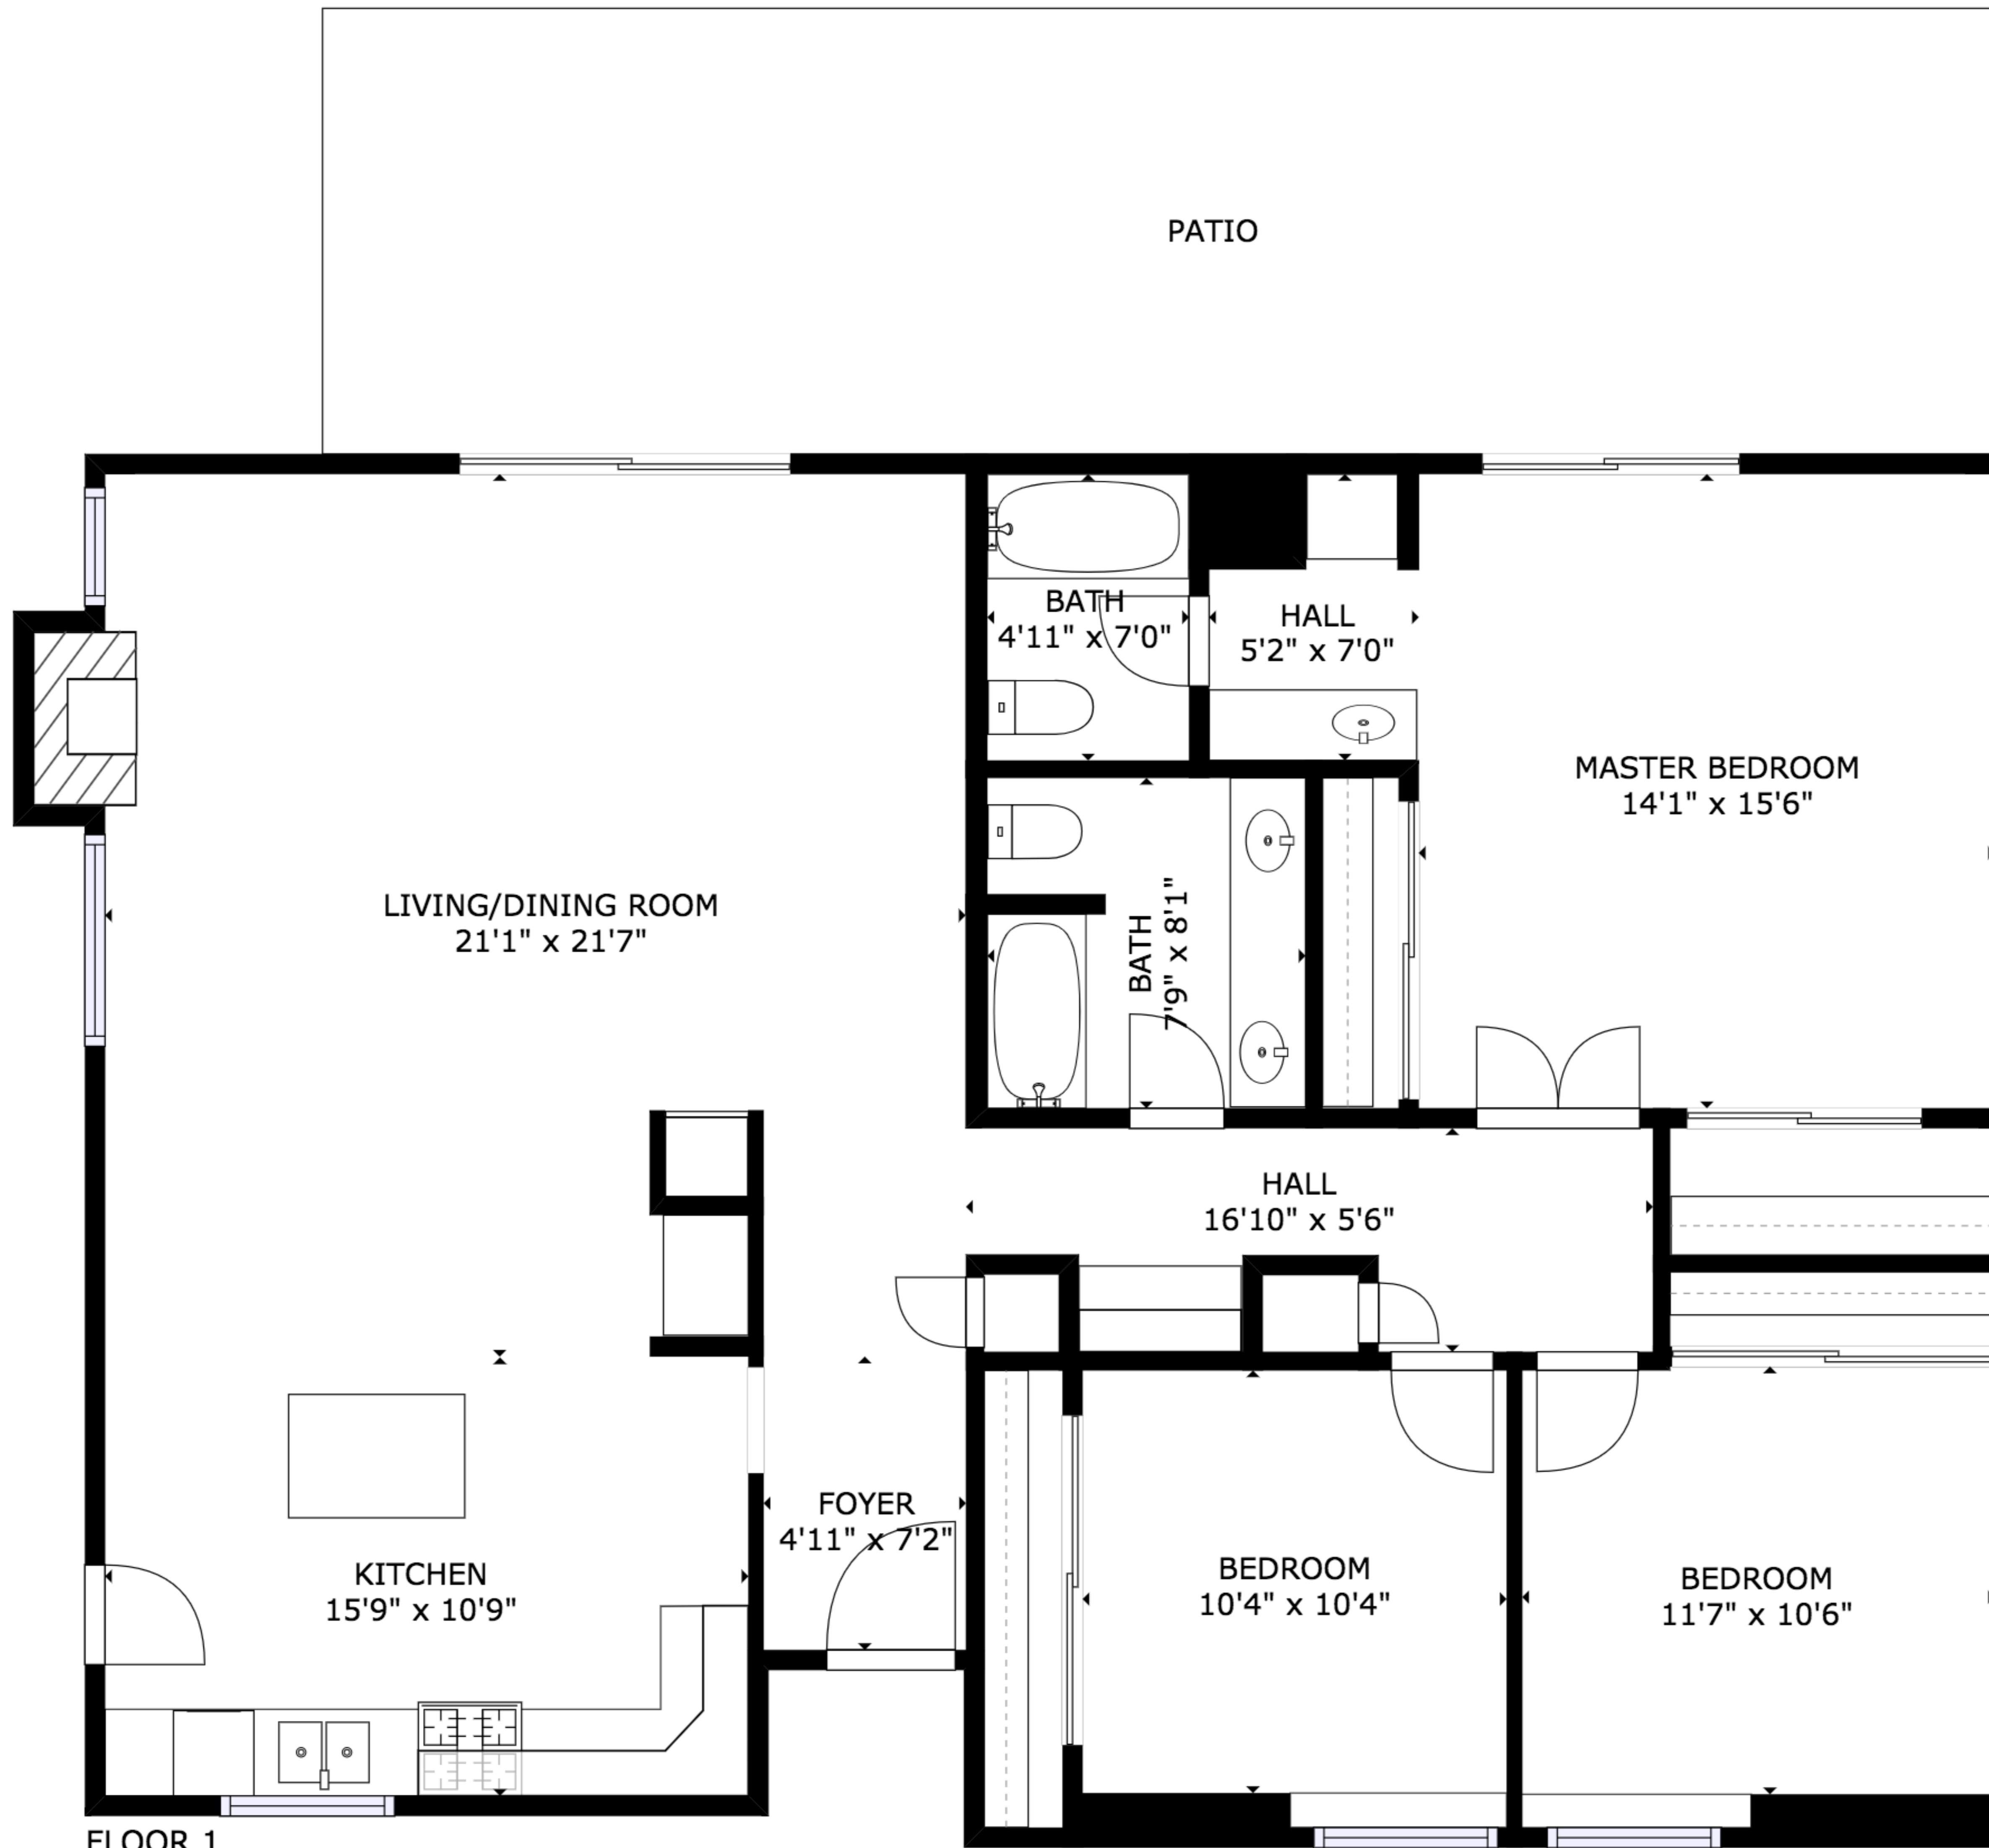 PATIO
BATH
4'11" x 7'0"
HALL
5'2" x 7'0"
MASTER BEDROOM
14'1" x 15'6"
LIVING/DINING ROOM
21'1" x 21'7"
BATH
7'9" x 8'1"
HALL
16'10" x 5'6"
FOYER
4'11" x 7'2"
KITCHEN
15'9" x 10'9"
BEDROOM
10'4" x 10'4"
BEDROOM
11'7" x 10'6"
FLOOR 1